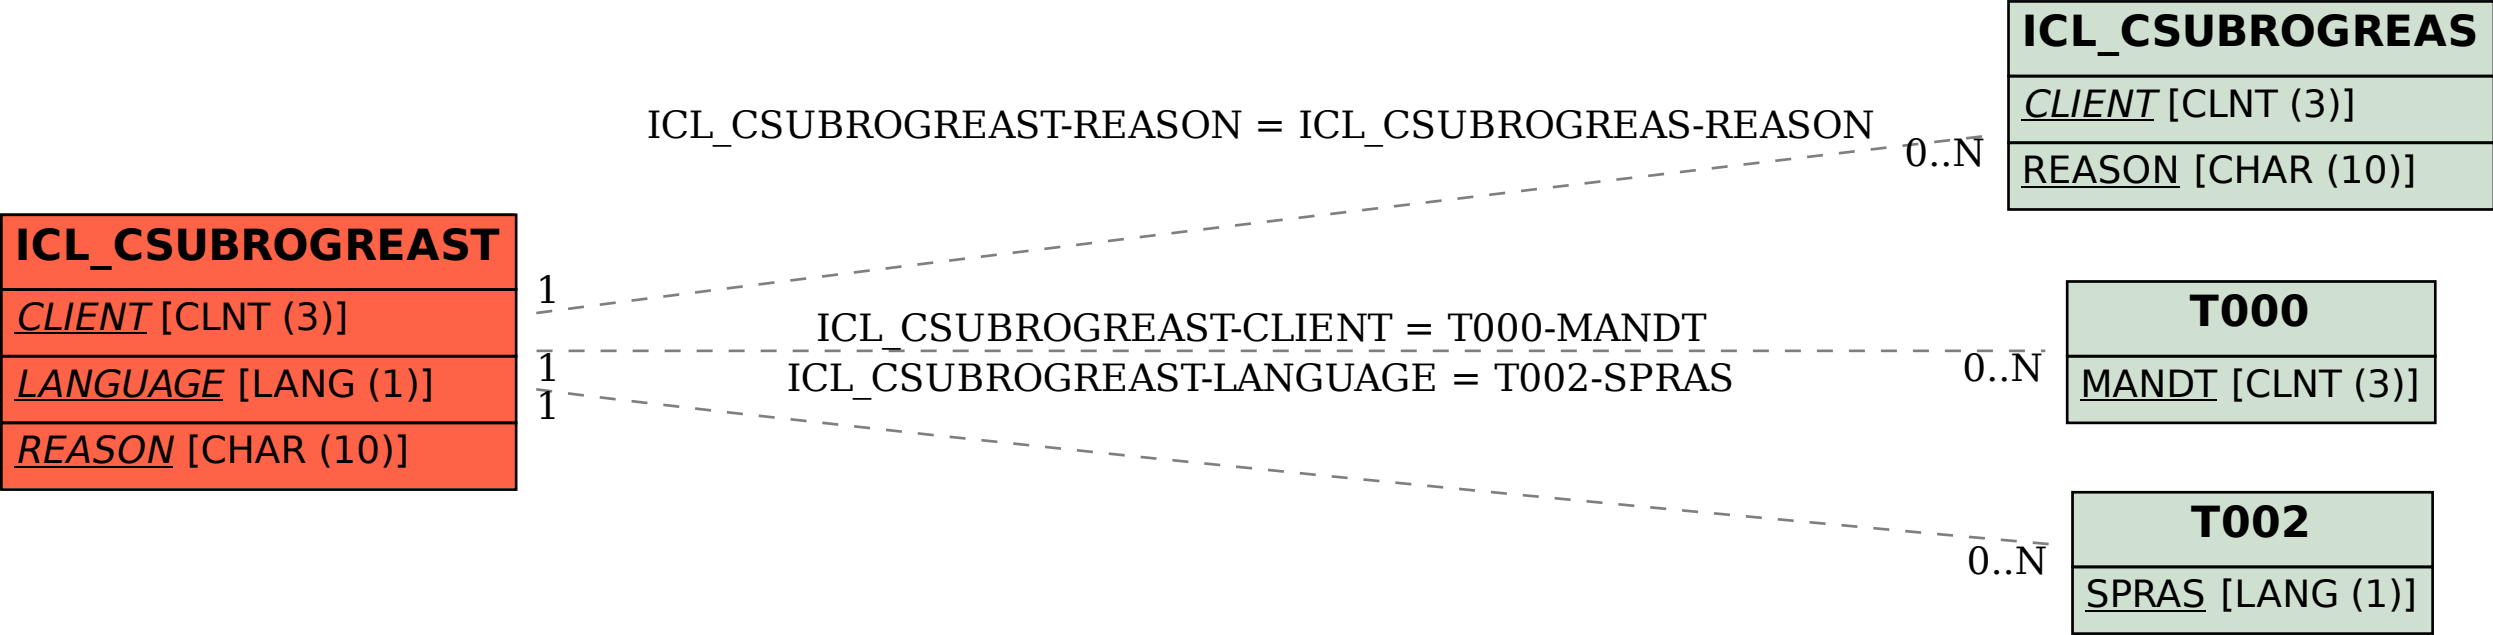 ICL_CSUBROGREAST
CLIENT [CLNT (3)]
LANGUAGE [LANG (1)]
REASON [CHAR (10)]
ICL_CSUBROGREAST-REASON = ICL_CSUBROGREAS-REASON
1
0..N
ICL_CSUBROGREAS
CLIENT [CLNT (3)]
REASON [CHAR (10)]
ICL_CSUBROGREAST-CLIENT = T000-MANDT
1
0..N
T000
MANDT [CLNT (3)]
ICL_CSUBROGREAST-LANGUAGE = T002-SPRAS
1
0..N
T002
SPRAS [LANG (1)]